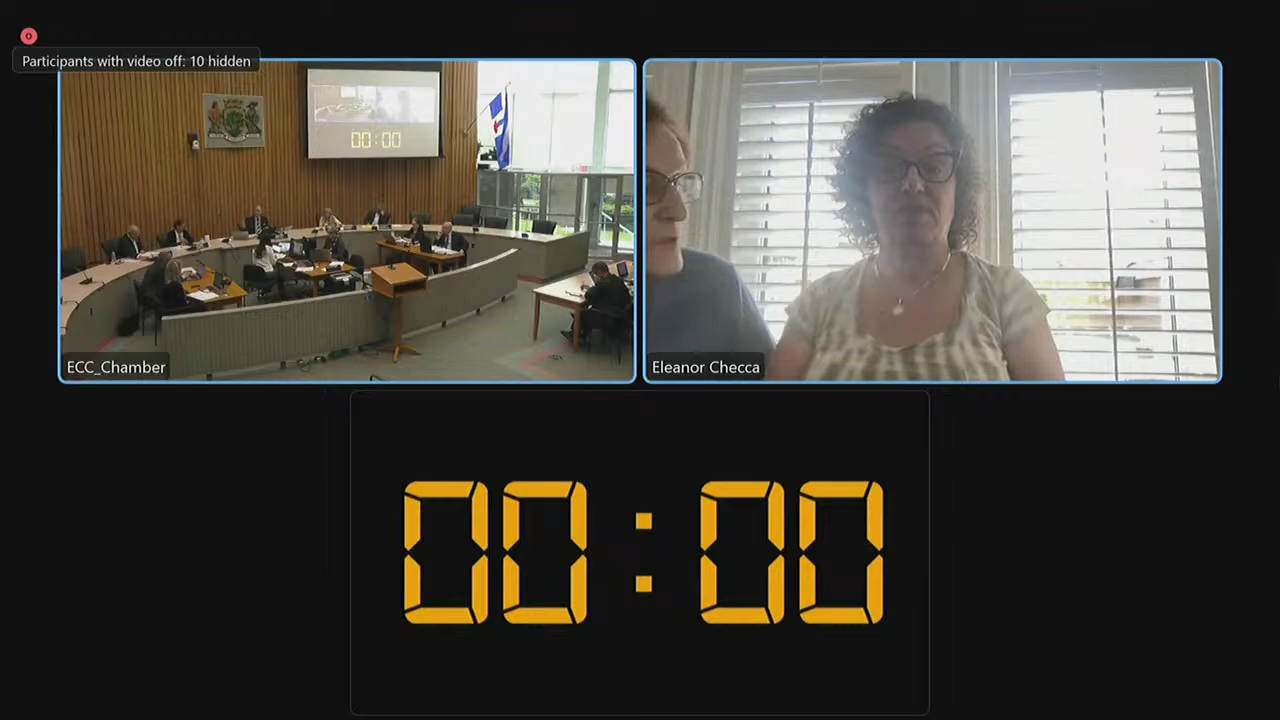 Participants with video off: 10 hidden
00:00
ECC_Chamber
Eleanor Checca
00:00